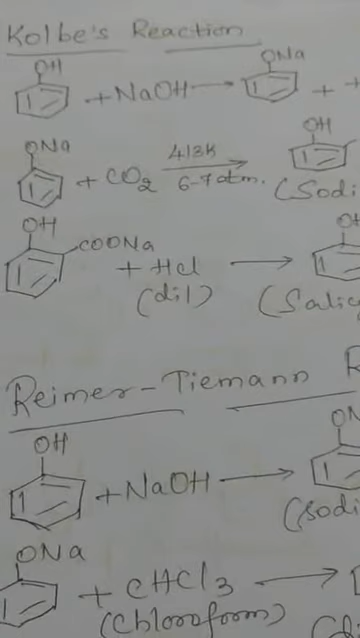 Kolbe's Reaction
OH ONa
+ NaOH → +
ONa OH
+ CO2 413K 6-7 atm. →
(Sodi
OH COONa OH
+ HCl →
(dil) (Salic
Reimer-Tiemann R
OH ON
+ NaOH →
(Sodi
ONa
+ CHCl3 →
(Chloroform)